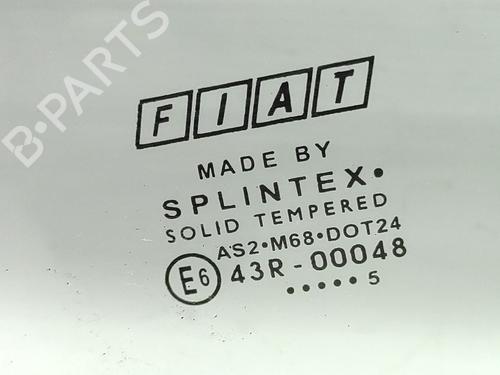 B-PARTS
FIAT
MADE BY
SPLINTEX•
SOLID TEMPERED
AS2•M68•DOT24
E6 43R-00048
•••••5